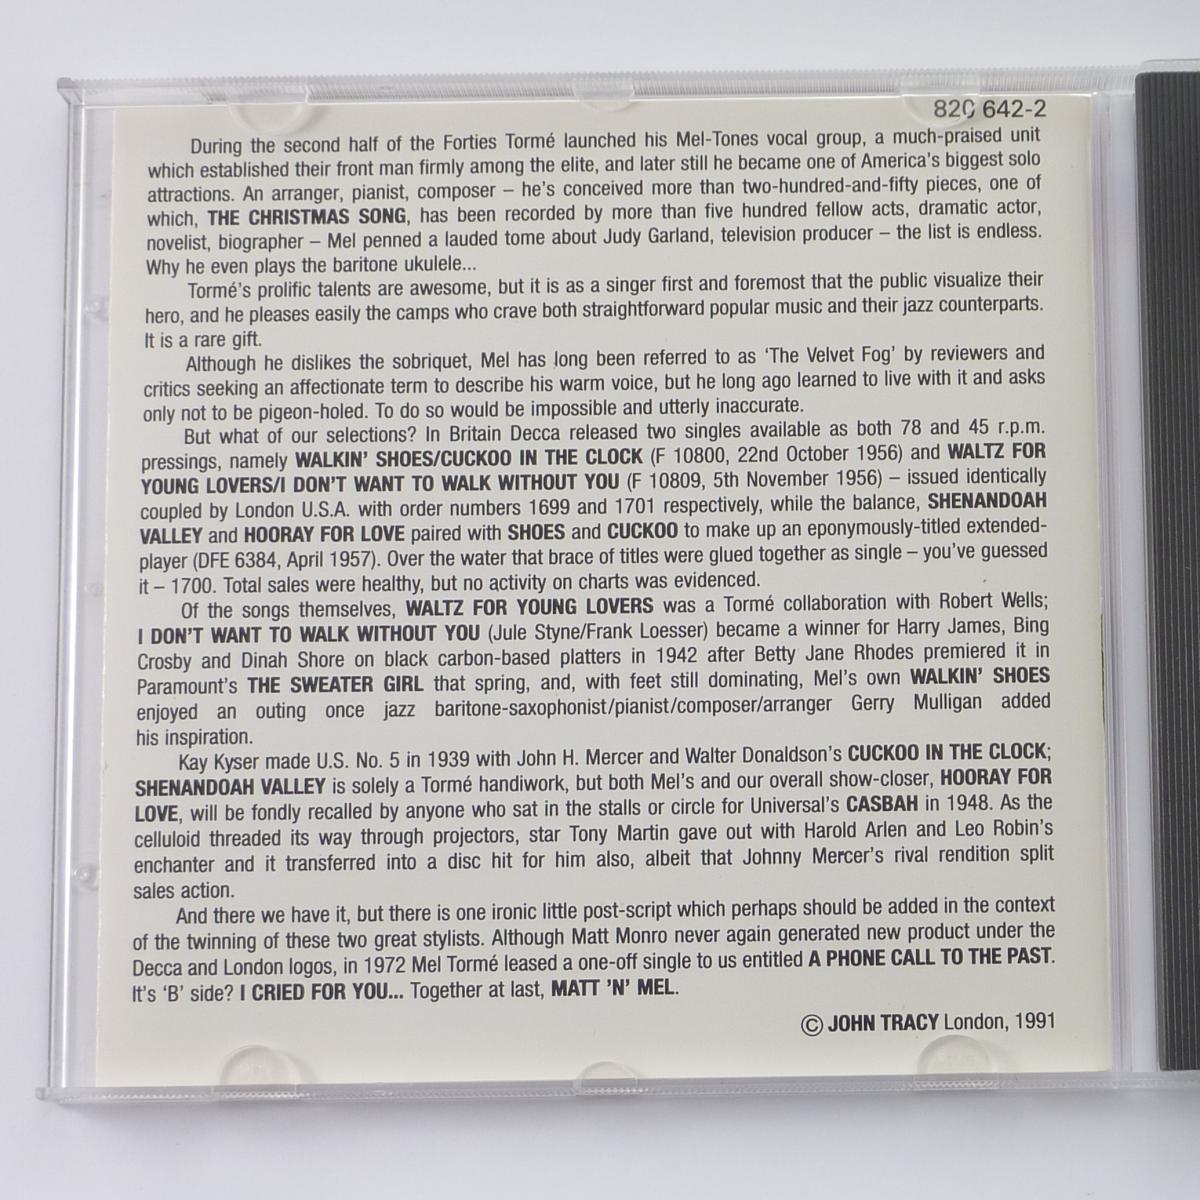 820 642-2
During the second half of the Forties Tormé launched his Mel-Tones vocal group, a much-praised unit
which established their front man firmly among the elite, and later still he became one of America's biggest solo
attractions. An arranger, pianist, composer – he's conceived more than two-hundred-and-fifty pieces, one of
which, THE CHRISTMAS SONG, has been recorded by more than five hundred fellow acts, dramatic actor,
novelist, biographer – Mel penned a lauded tome about Judy Garland, television producer – the list is endless.
Why he even plays the baritone ukulele...
Tormé's prolific talents are awesome, but it is as a singer first and foremost that the public visualize their
hero, and he pleases easily the camps who crave both straightforward popular music and their jazz counterparts.
It is a rare gift.
Although he dislikes the sobriquet, Mel has long been referred to as 'The Velvet Fog' by reviewers and
critics seeking an affectionate term to describe his warm voice, but he long ago learned to live with it and asks
only not to be pigeon-holed. To do so would be impossible and utterly inaccurate.
But what of our selections? In Britain Decca released two singles available as both 78 and 45 r.p.m.
pressings, namely WALKIN' SHOES/CUCKOO IN THE CLOCK (F 10800, 22nd October 1956) and WALTZ FOR
YOUNG LOVERS/I DON'T WANT TO WALK WITHOUT YOU (F 10809, 5th November 1956) – issued identically
coupled by London U.S.A. with order numbers 1699 and 1701 respectively, while the balance, SHENANDOAH
VALLEY and HOORAY FOR LOVE paired with SHOES and CUCKOO to make up an eponymously-titled extended-
player (DFE 6384, April 1957). Over the water that brace of titles were glued together as single – you've guessed
it – 1700. Total sales were healthy, but no activity on charts was evidenced.
Of the songs themselves, WALTZ FOR YOUNG LOVERS was a Tormé collaboration with Robert Wells;
I DON'T WANT TO WALK WITHOUT YOU (Jule Styne/Frank Loesser) became a winner for Harry James, Bing
Crosby and Dinah Shore on black carbon-based platters in 1942 after Betty Jane Rhodes premiered it in
Paramount's THE SWEATER GIRL that spring, and, with feet still dominating, Mel's own WALKIN' SHOES
enjoyed an outing once jazz baritone-saxophonist/pianist/composer/arranger Gerry Mulligan added
his inspiration.
Kay Kyser made U.S. No. 5 in 1939 with John H. Mercer and Walter Donaldson's CUCKOO IN THE CLOCK;
SHENANDOAH VALLEY is solely a Tormé handiwork, but both Mel's and our overall show-closer, HOORAY FOR
LOVE, will be fondly recalled by anyone who sat in the stalls or circle for Universal's CASBAH in 1948. As the
celluloid threaded its way through projectors, star Tony Martin gave out with Harold Arlen and Leo Robin's
enchanter and it transferred into a disc hit for him also, albeit that Johnny Mercer's rival rendition split
sales action.
And there we have it, but there is one ironic little post-script which perhaps should be added in the context
of the twinning of these two great stylists. Although Matt Monro never again generated new product under the
Decca and London logos, in 1972 Mel Tormé leased a one-off single to us entitled A PHONE CALL TO THE PAST.
It's 'B' side? I CRIED FOR YOU... Together at last, MATT 'N' MEL.
© JOHN TRACY London, 1991